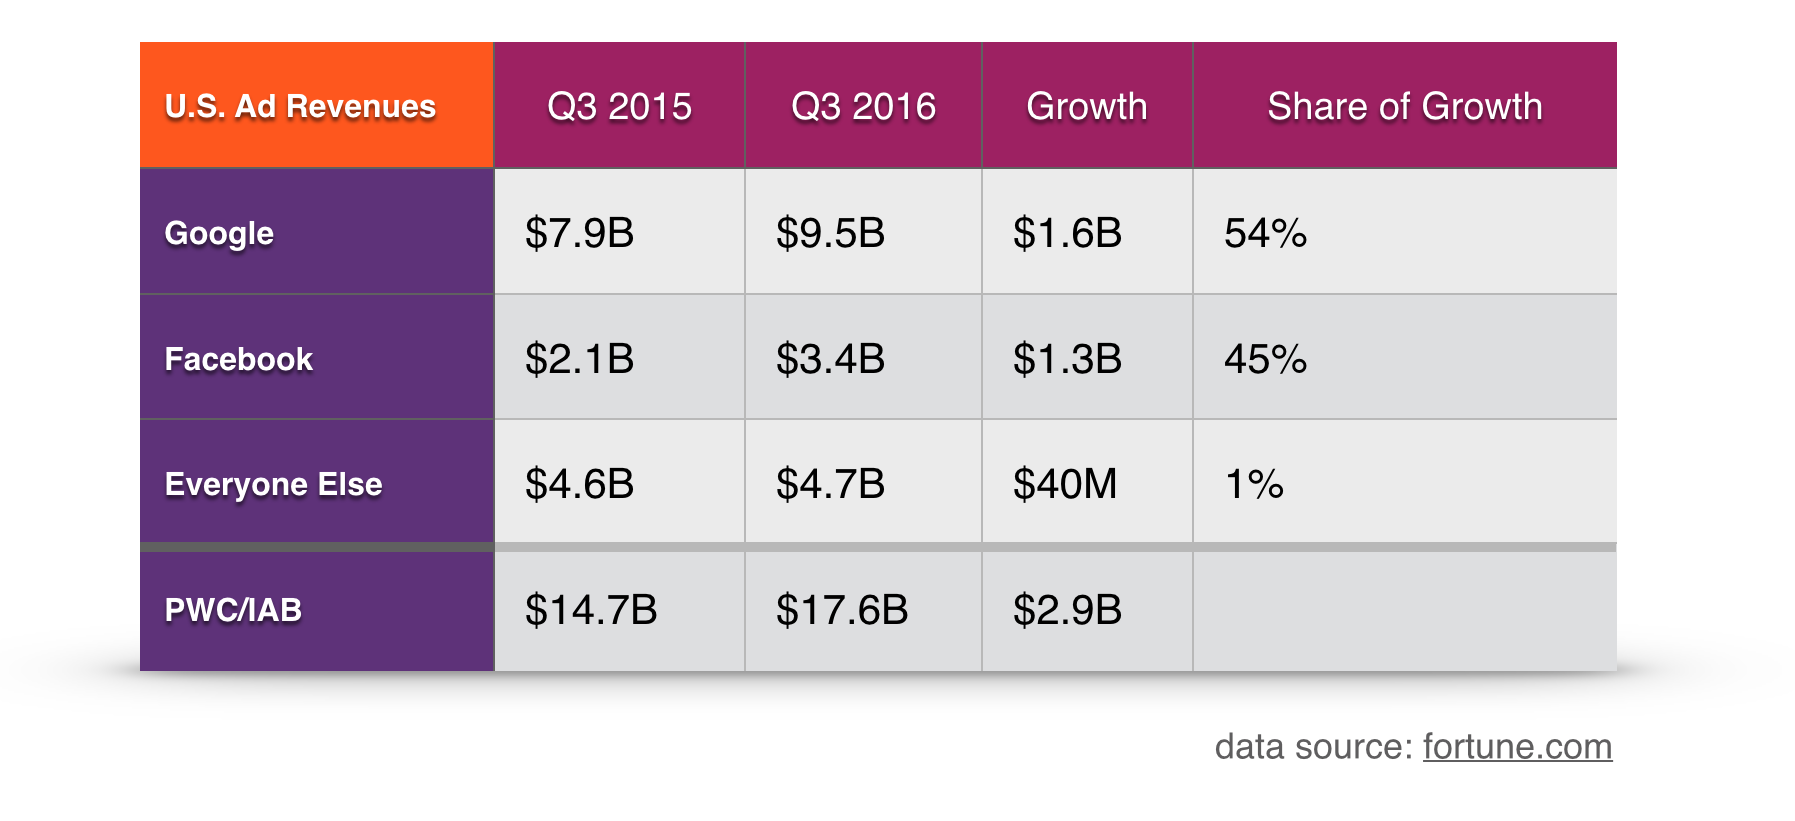 U.S. Ad Revenues Q3 2015 Q3 2016 Growth Share of Growth
Google $7.9B $9.5B $1.6B 54%
Facebook $2.1B $3.4B $1.3B 45%
Everyone Else $4.6B $4.7B $40M 1%
PWC/IAB $14.7B $17.6B $2.9B
data source: fortune.com